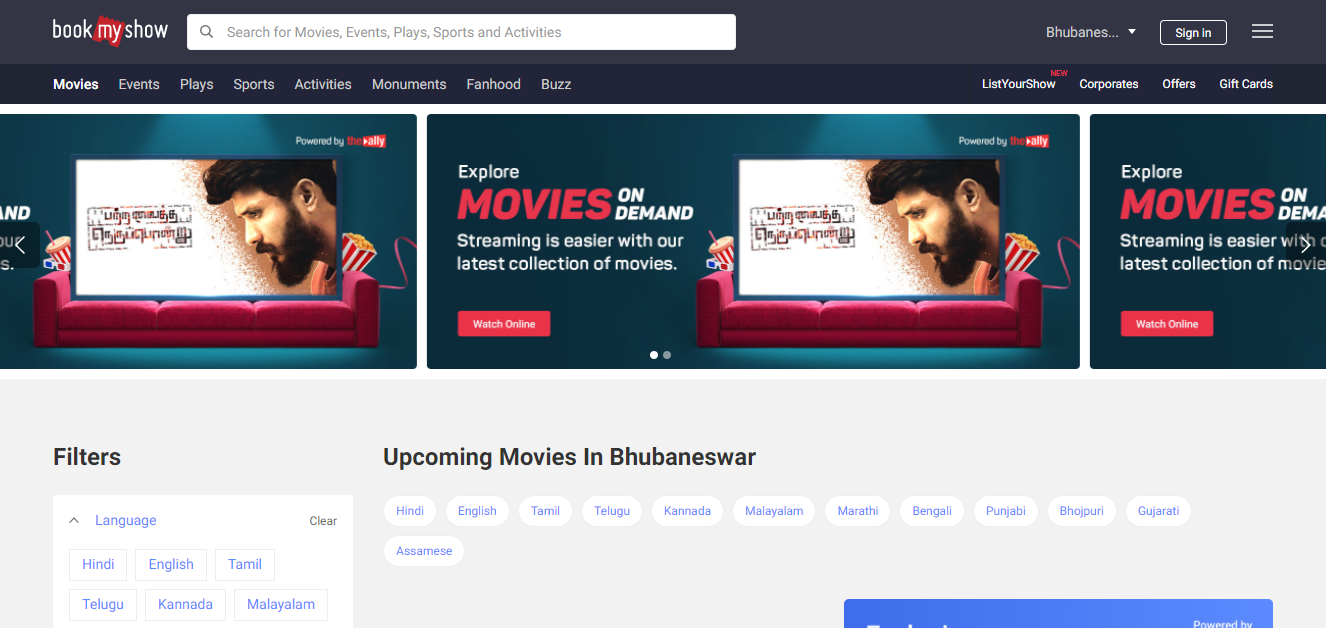 book my show
Search for Movies, Events, Plays, Sports and Activities
Bhubanes...
Sign in
Movies Events Plays Sports Activities Monuments Fanhood Buzz
ListYourShow NEW Corporates Offers Gift Cards
Powered by the ally
பற்ற வைத்த
நெருப்பொன்று
Explore
MOVIES ON DEMAND
Streaming is easier with our
latest collection of movies.
Watch Online
Powered by the ally
பற்ற வைத்த
நெருப்பொன்று
Explore
MOVIES ON
Streaming is easier with
latest collection of movie
Watch Online
Filters
Language
Clear
Hindi English Tamil
Telugu Kannada Malayalam
Upcoming Movies In Bhubaneswar
Hindi English Tamil Telugu Kannada Malayalam Marathi Bengali Punjabi Bhojpuri Gujarati
Assamese
Powered by